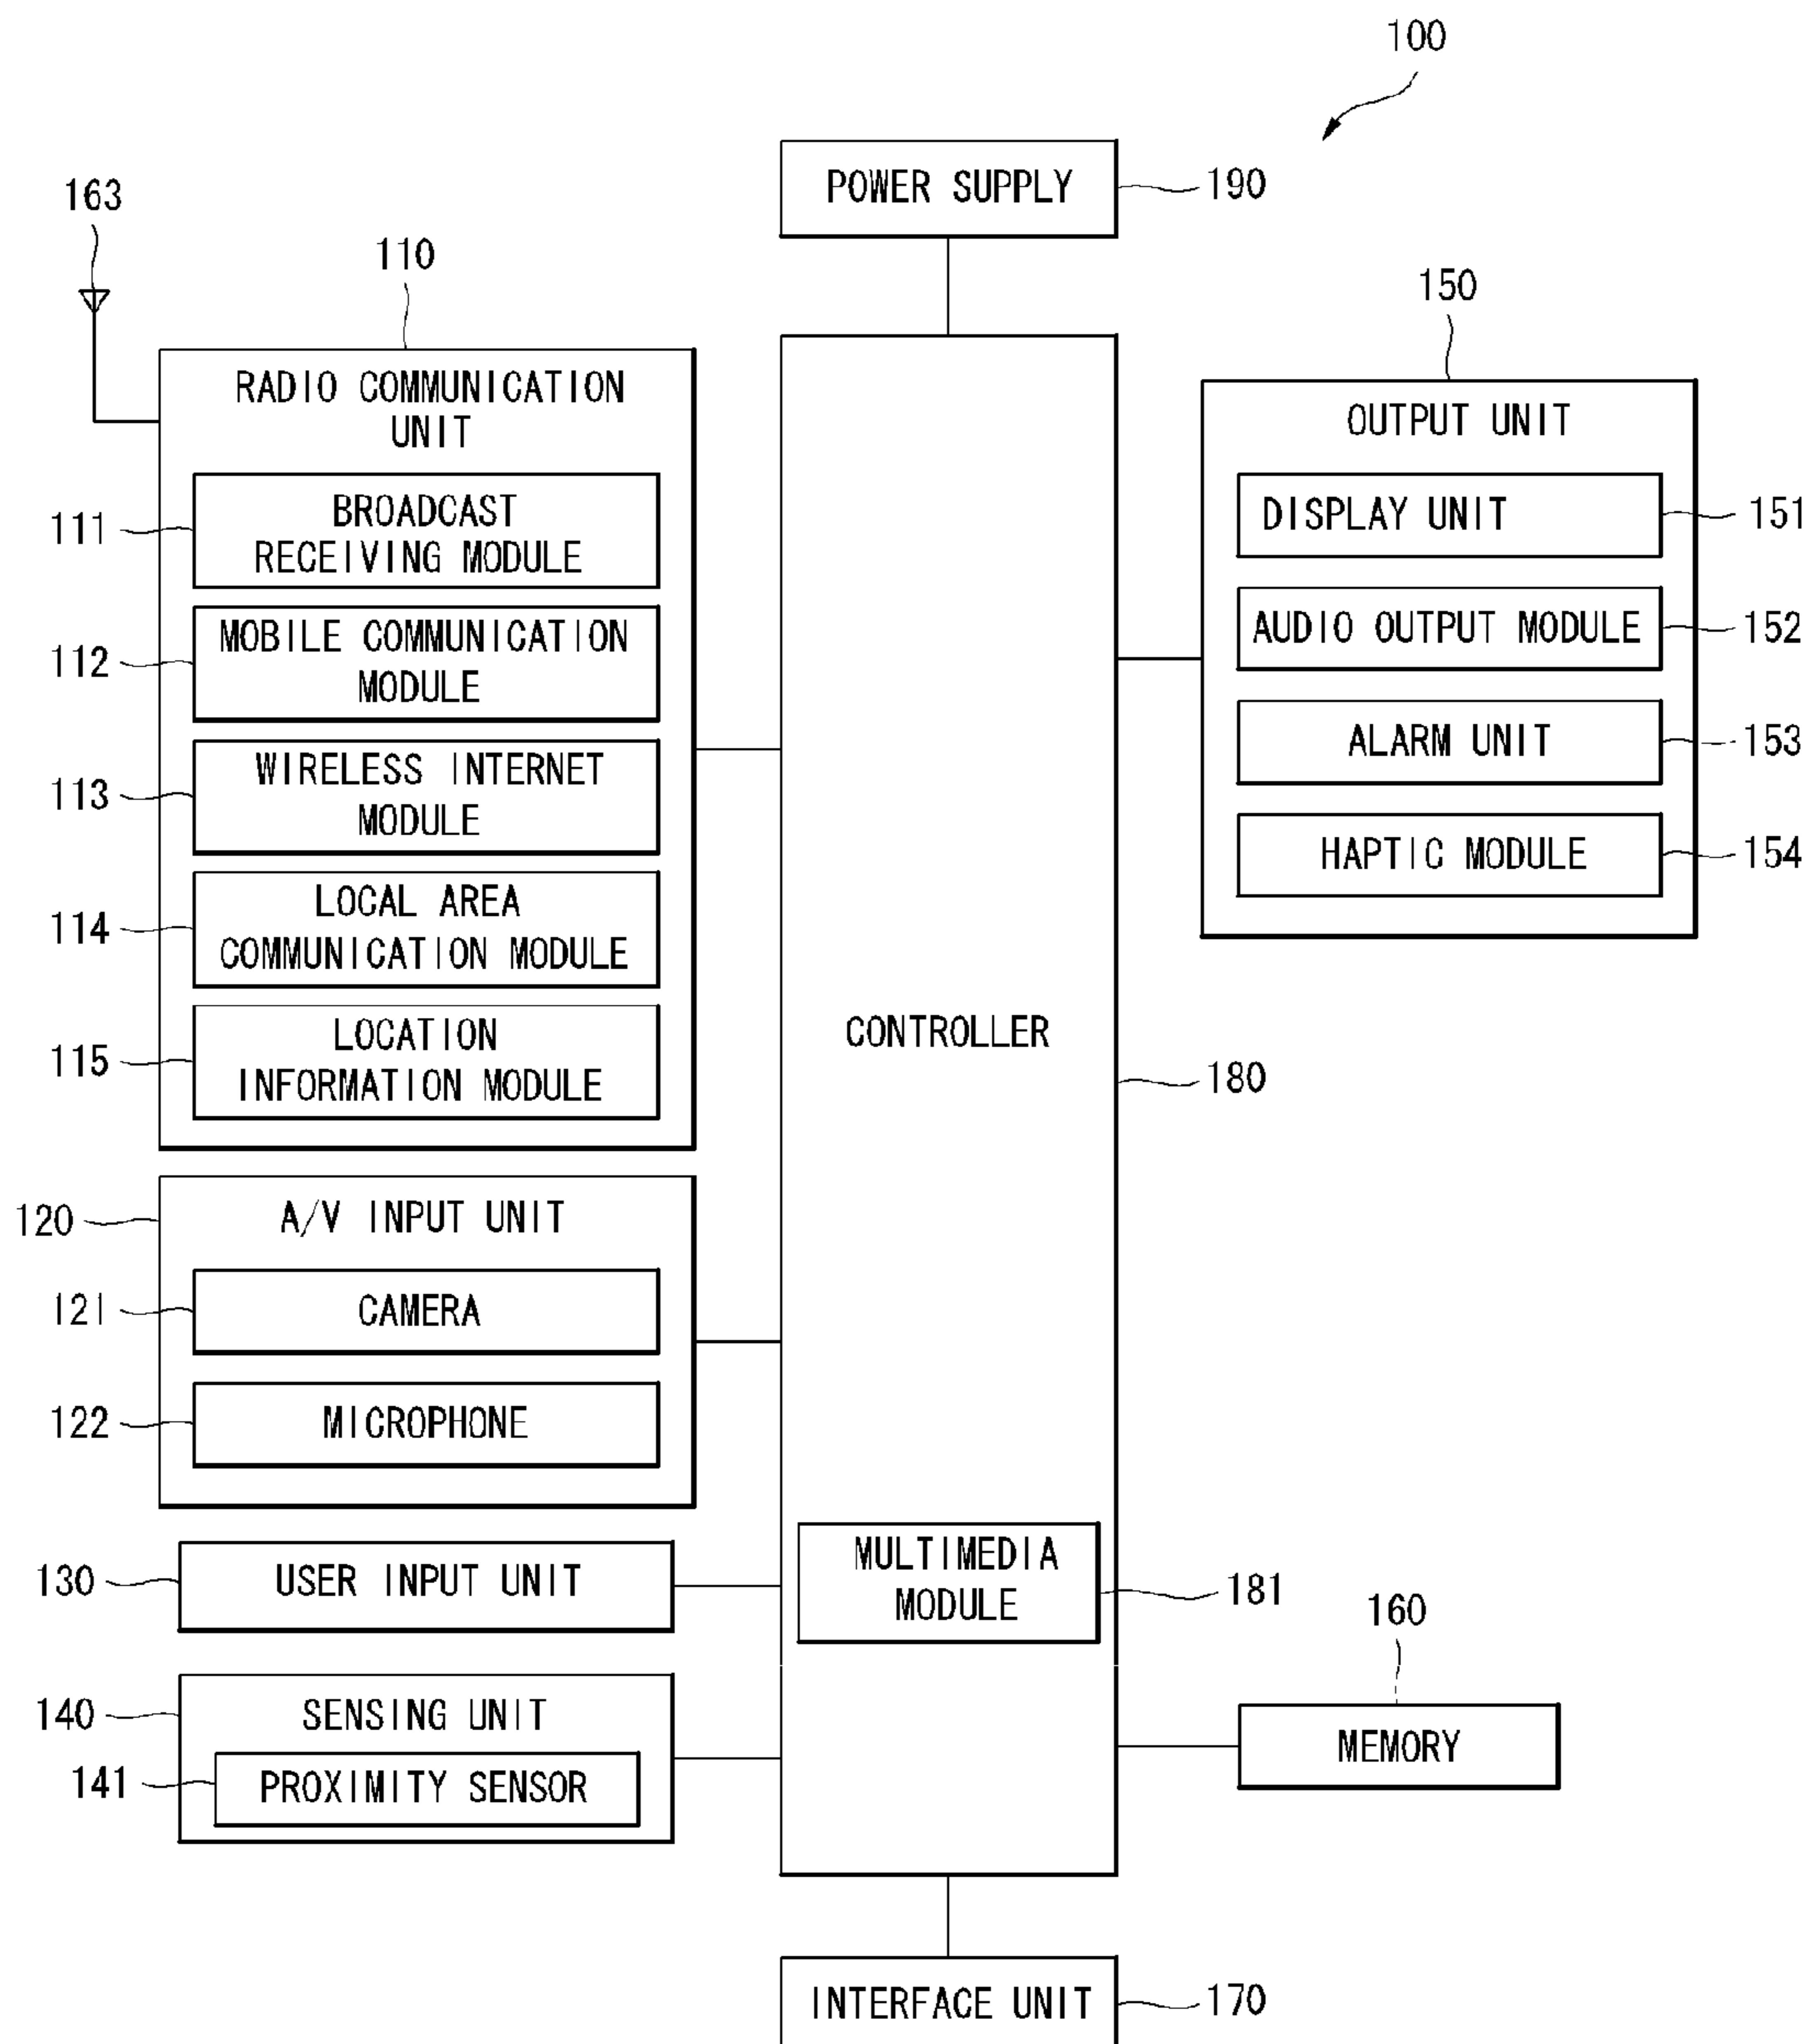 100
POWER SUPPLY
190
163
110
150
RADIO COMMUNICATION
UNIT
OUTPUT UNIT
111
BROADCAST
RECEIVING MODULE
DISPLAY UNIT
151
112
MOBILE COMMUNICATION
MODULE
AUDIO OUTPUT MODULE
152
113
WIRELESS INTERNET
MODULE
ALARM UNIT
153
HAPTIC MODULE
154
114
LOCAL AREA
COMMUNICATION MODULE
115
LOCATION
INFORMATION MODULE
CONTROLLER
180
120
A/V INPUT UNIT
121
CAMERA
122
MICROPHONE
130
USER INPUT UNIT
MULTIMEDIA
MODULE
181
160
140
SENSING UNIT
141
PROXIMITY SENSOR
MEMORY
INTERFACE UNIT
170